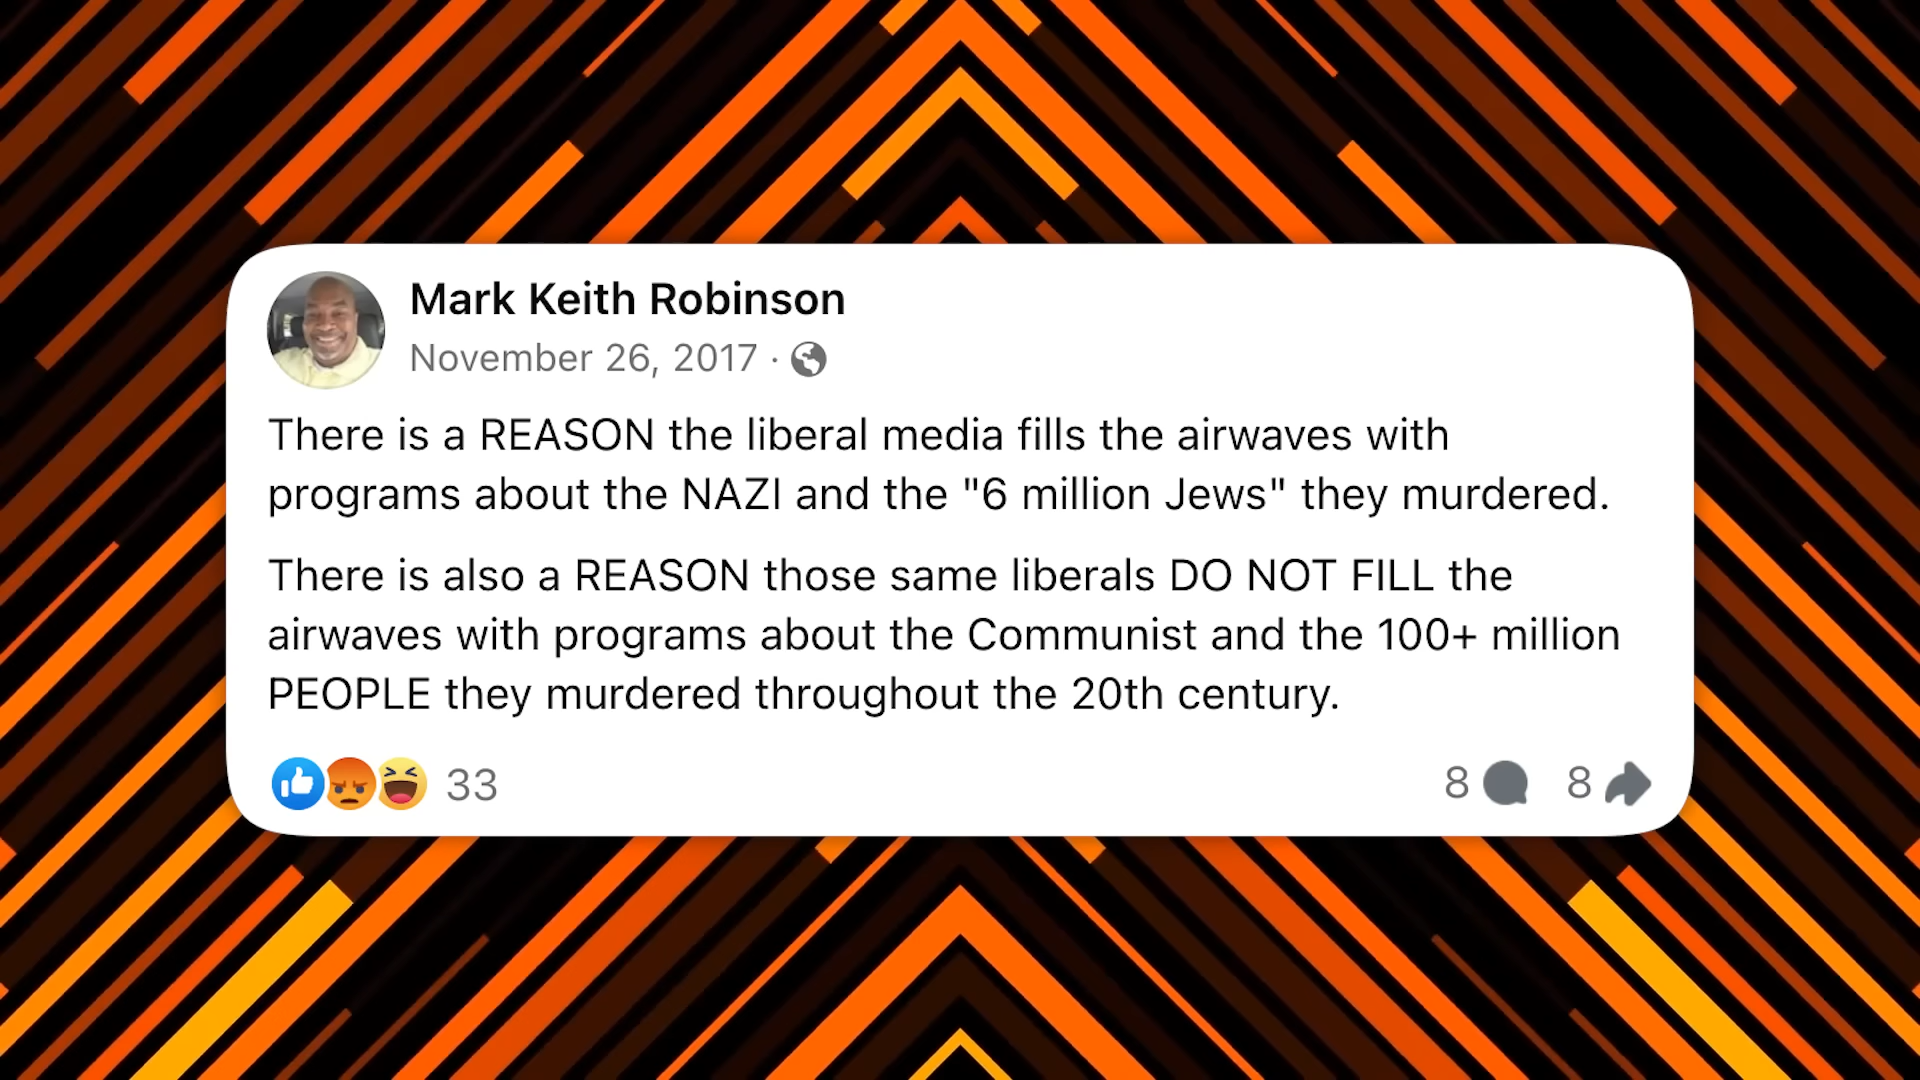 Mark Keith Robinson
November 26, 2017 ·
There is a REASON the liberal media fills the airwaves with
programs about the NAZI and the "6 million Jews" they murdered.
There is also a REASON those same liberals DO NOT FILL the
airwaves with programs about the Communist and the 100+ million
PEOPLE they murdered throughout the 20th century.
33
8 8